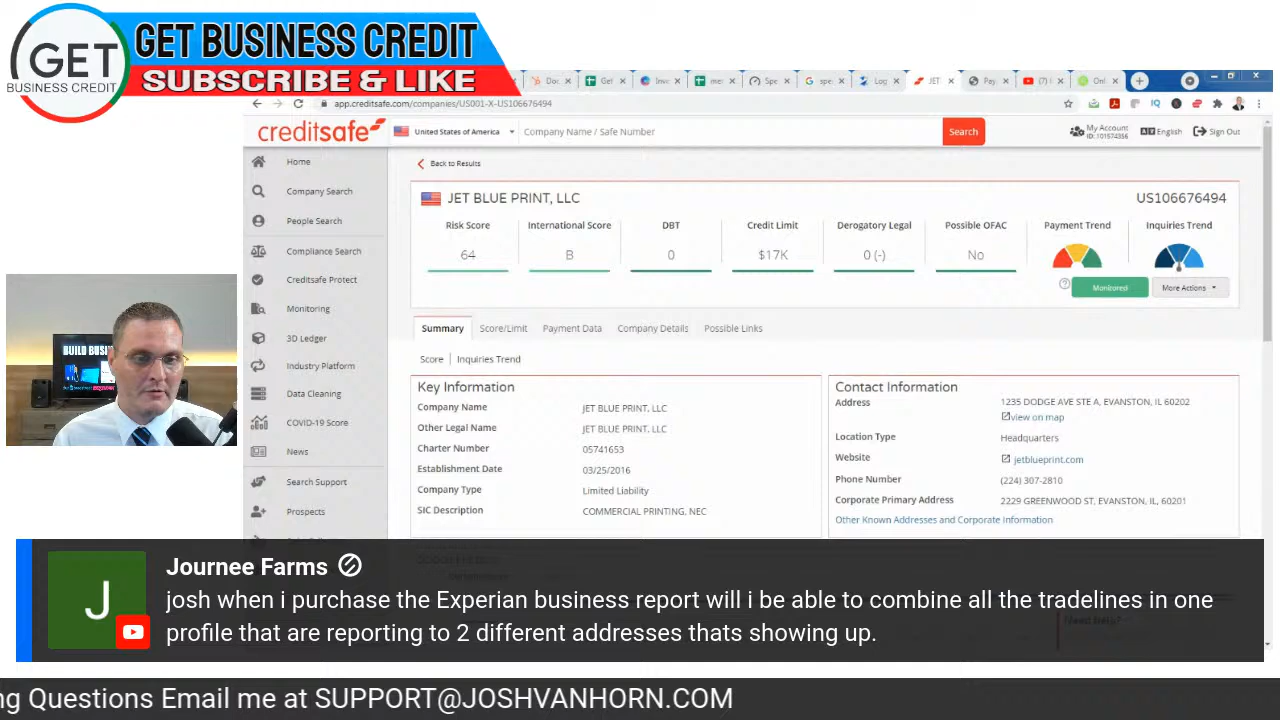 GET
BUSINESS CREDIT
GET BUSINESS CREDIT
SUBSCRIBE & LIKE
app.creditsafe.com/companies/US001-X-US106676494
creditsafe
United States of America
Company Name / Safe Number
Search
My Account
ID: 101574356
English
Sign Out
Home
Company Search
People Search
Compliance Search
Creditsafe Protect
Monitoring
3D Ledger
Industry Platform
Data Cleaning
COVID-19 Score
News
Search Support
Prospects
Back to Results
JET BLUE PRINT, LLC
US106676494
Risk Score
International Score
DBT
Credit Limit
Derogatory Legal
Possible OFAC
Payment Trend
Inquiries Trend
64
B
0
$17K
0 (-)
No
Monitored
More Actions
Summary
Score/Limit
Payment Data
Company Details
Possible Links
Score
Inquiries Trend
Key Information
Company Name JET BLUE PRINT, LLC
Other Legal Name JET BLUE PRINT, LLC
Charter Number 05741653
Establishment Date 03/25/2016
Company Type Limited Liability
SIC Description COMMERCIAL PRINTING, NEC
Contact Information
Address 1235 DODGE AVE STE A, EVANSTON, IL 60202
view on map
Location Type Headquarters
Website jetblueprint.com
Phone Number (224) 307-2810
Corporate Primary Address 2229 GREENWOOD ST, EVANSTON, IL, 60201
Other Known Addresses and Corporate Information
BUILD BUSI
J
Journee Farms
josh when i purchase the Experian business report will i be able to combine all the tradelines in one
profile that are reporting to 2 different addresses thats showing up.
Need Help?
ng Questions Email me at SUPPORT@JOSHVANHORN.COM